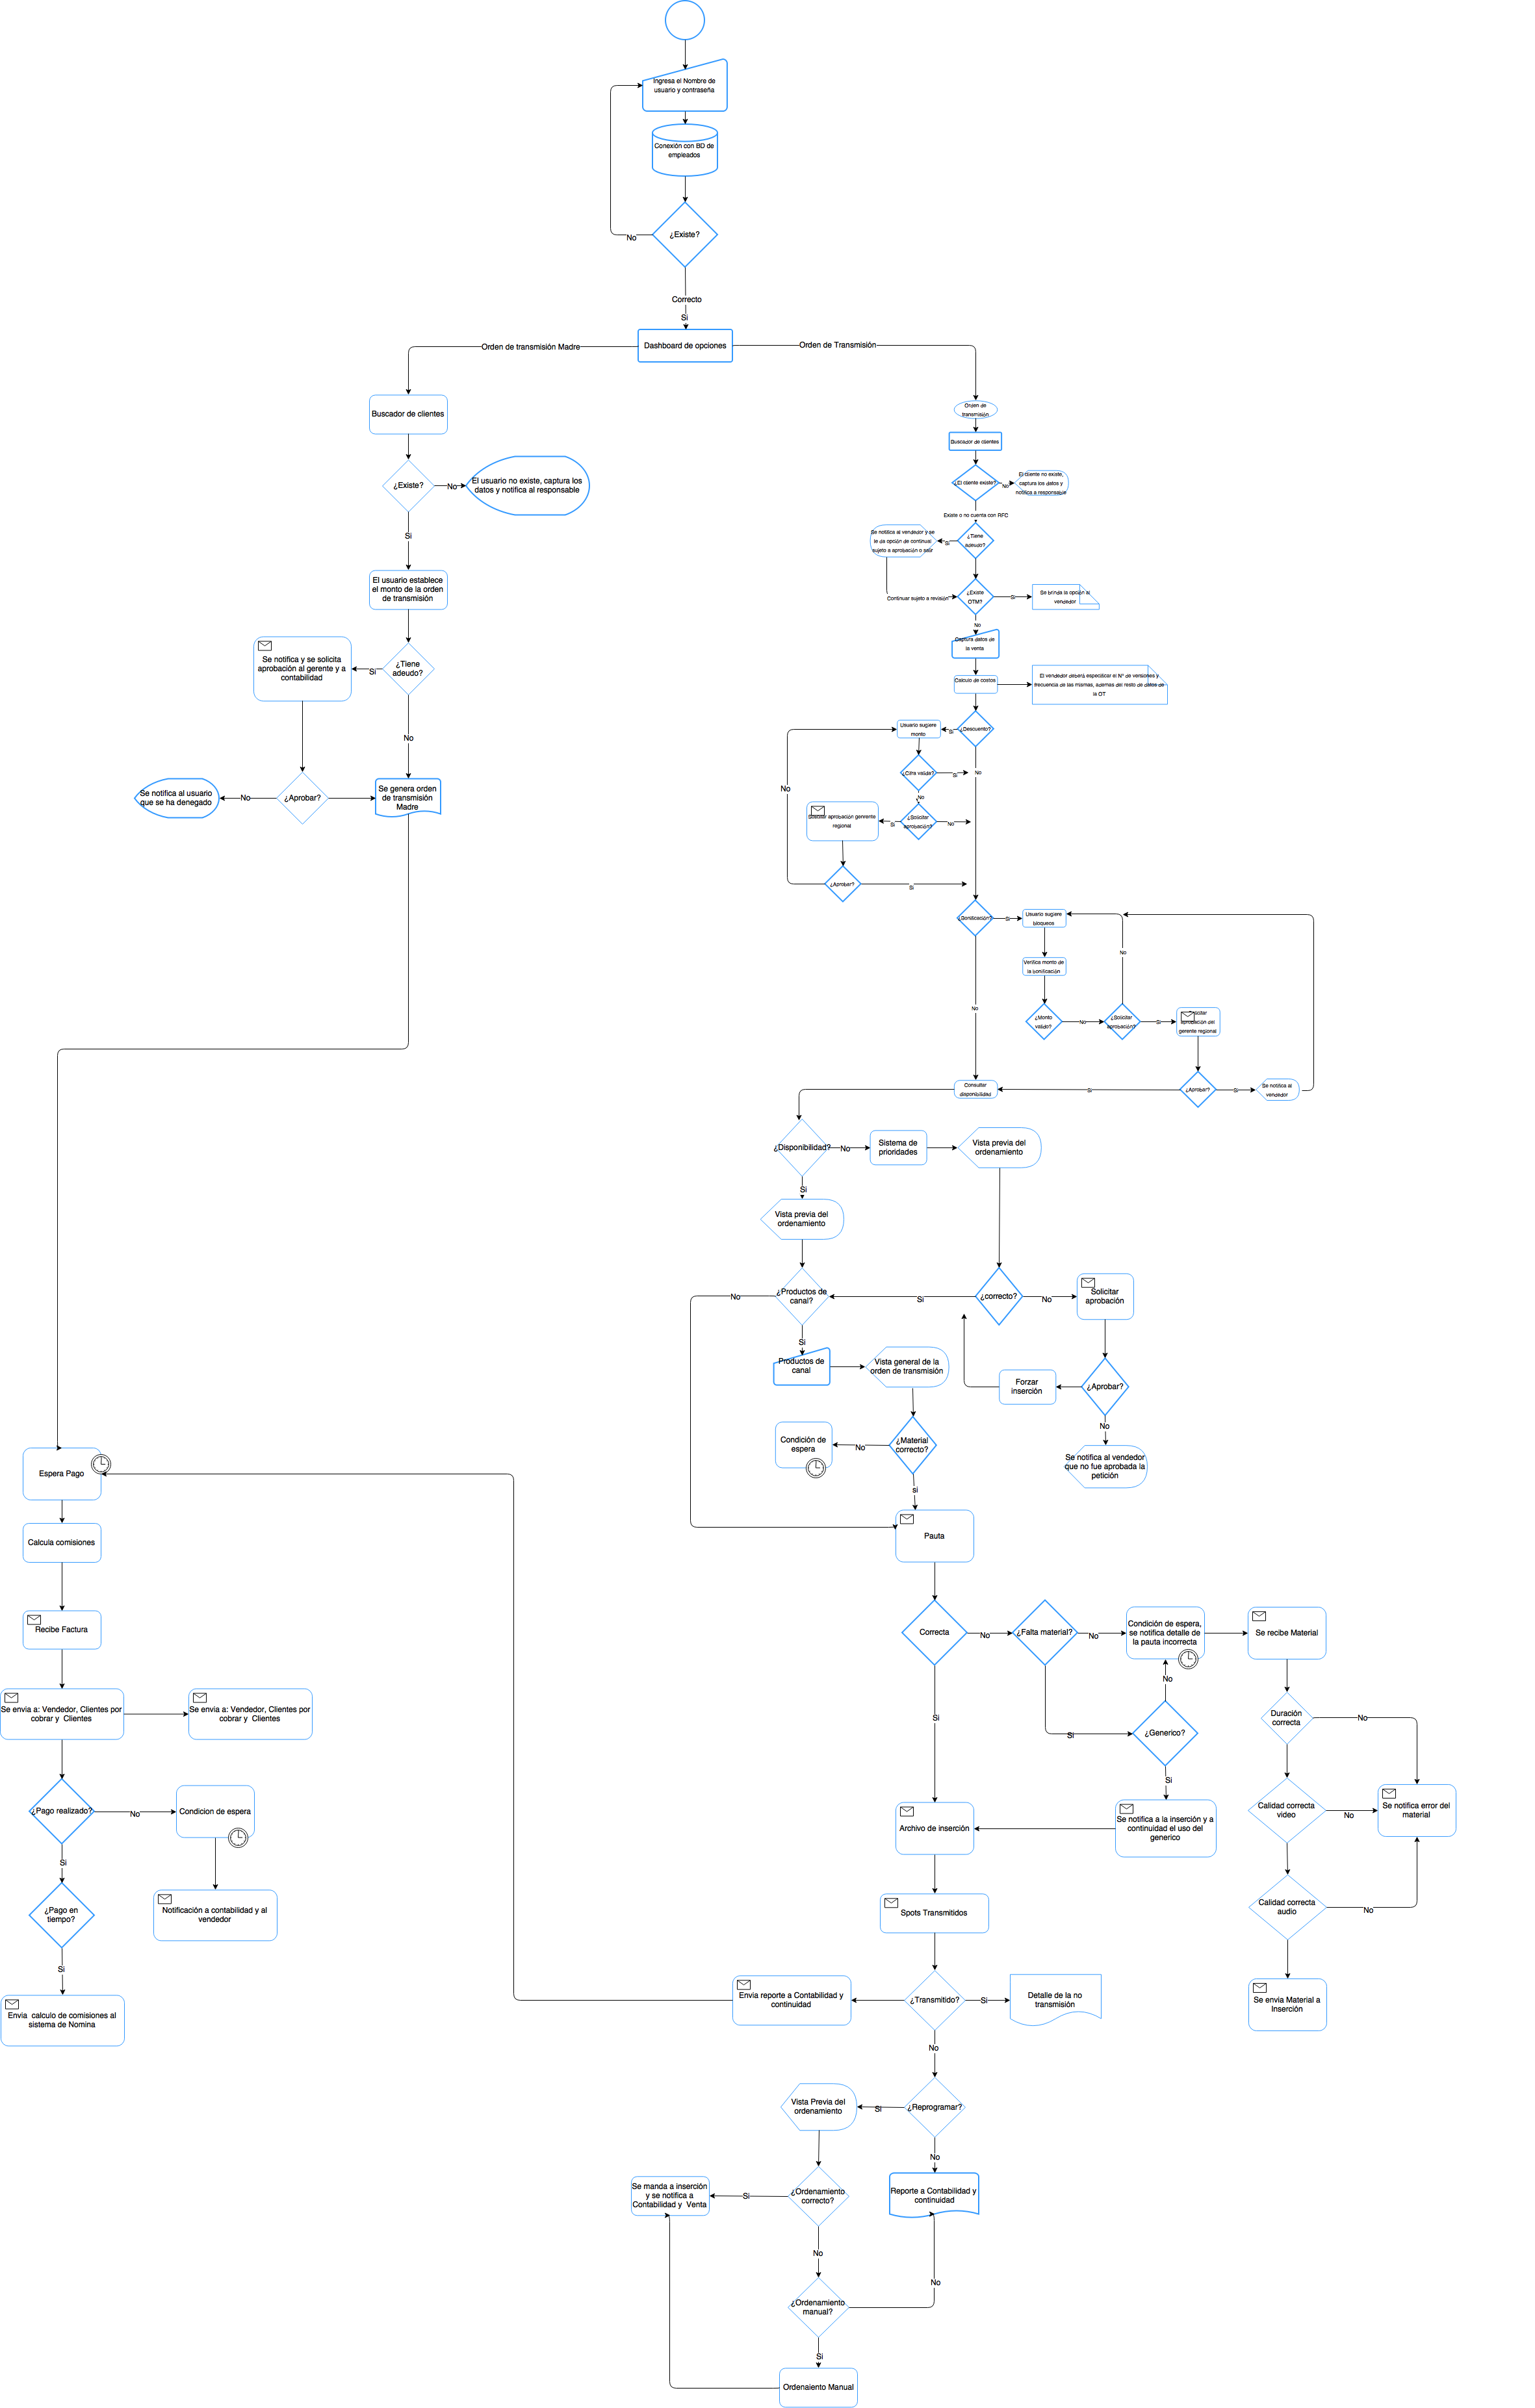 Ingresa el Nombre de
usuario y contraseña
Conexión con BD de
empleados
¿Existe?
No
Correcto
Si
Dashboard de opciones
Orden de transmisión Madre
Orden de Transmisión
Buscador de clientes
¿Existe?
No
El usuario no existe, captura los
datos y notifica al responsable
Si
El usuario establece
el monto de la orden
de transmisión
¿Tiene
adeudo?
Si
Se notifica y se solicita
aprobación al gerente y a
contabilidad
No
¿Aprobar?
No
Se notifica al usuario
que se ha denegado
Se genera orden
de transmisión
Madre
Orden de
transmisión
Buscador de clientes
¿El cliente existe?
No
El cliente no existe,
captura los datos y
notifica a responsable
Existe o no cuenta con RFC
¿Tiene
adeudo?
Si
Se notifica al vendedor y se
le da opción de continual
sujeto a aprobación o salir
Continuar sujeto a revisión
¿Existe
OTM?
Si
Se brinda la opción al
vendedor
No
Captura datos de
la venta
Calculo de costos
El vendedor deberá especificar el Nº de versiones y
frecuencia de las mismas, ademas del resto de datos de
la OT
¿Descuento?
Si
Usuario sugiere
monto
No
¿Cifra valida?
Si
No
¿Solicitar
aprobación?
No
Si
Solicitar aprobación genrente
regional
No
¿Aprobar?
Si
¿Bonificación?
Si
Usuario sugiere
bloqueos
Verifica monto de
la bonificación
No
¿Monto
valido?
No
¿Solicitar
aprobación?
Si
Solicitar
aprobación del
gerente regional
No
¿Aprobar?
Si
Se notifica al
vendedor
Si
Consultar
disponibilidad
¿Disponibilidad?
No
Sistema de
prioridades
Vista previa del
ordenamiento
Si
Vista previa del
ordenamiento
¿Productos de
canal?
No
Si
¿correcto?
No
Solicitar
aprobación
Si
Productos de
canal
Vista general de la
orden de transmisión
Forzar
inserción
¿Aprobar?
No
Se notifica al vendedor
que no fue aprobada la
petición
Condición de
espera
No
¿Material
correcto?
si
Pauta
Espera Pago
Calcula comisiones
Recibe Factura
Se envia a: Vendedor, Clientes por
cobrar y Clientes
Se envia a: Vendedor, Clientes por
cobrar y Clientes
¿Pago realizado?
No
Condicion de espera
Si
Notificación a contabilidad y al
vendedor
¿Pago en
tiempo?
Si
Envia calculo de comisiones al
sistema de Nomina
Correcta
No
¿Falta material?
No
Condición de espera,
se notifica detalle de
la pauta incorrecta
Se recibe Material
No
Si
Si
¿Generico?
Si
Duración
correcta
No
Calidad correcta
video
No
Se notifica error del
material
Archivo de inserción
Se notifica a la inserción y a
continuidad el uso del
generico
Calidad correcta
audio
No
Spots Transmitidos
Se envia Material a
Inserción
Envia reporte a Contabilidad y
continuidad
¿Transmitido?
Si
Detalle de la no
transmisión
No
¿Reprogramar?
Si
Vista Previa del
ordenamiento
No
Reporte a Contabilidad y
continuidad
¿Ordenamiento
correcto?
Si
Se manda a inserción
y se notifica a
Contabilidad y Venta
No
¿Ordenamiento
manual?
No
Si
Ordenaiento Manual